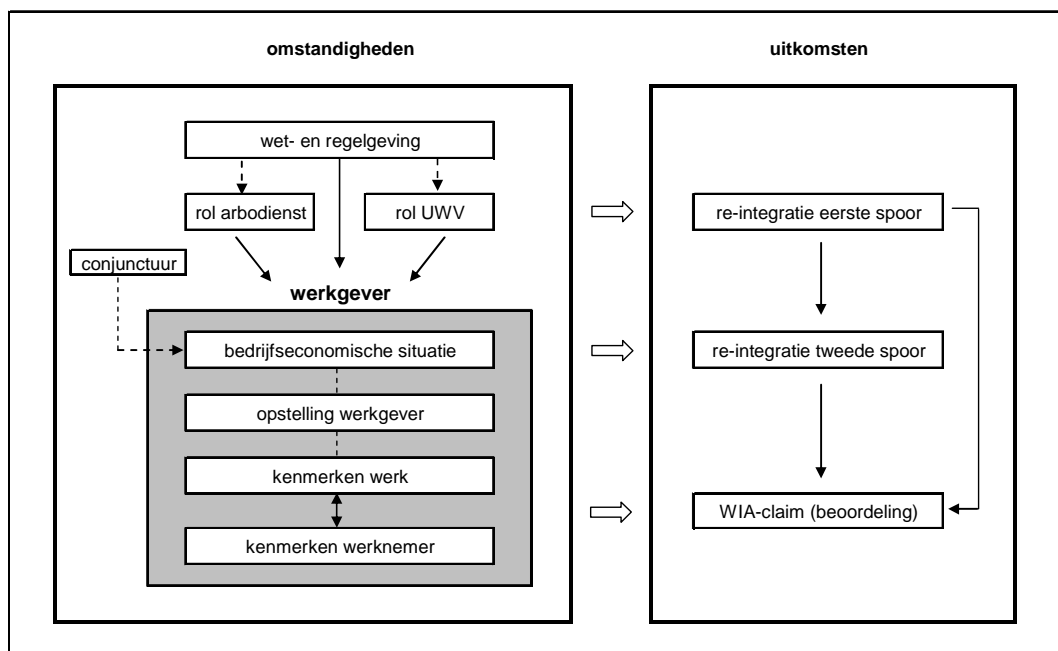 omstandigheden
wet- en regelgeving
rol arbodienst
rol UWV
conjunctuur
werkgever
bedrijfseconomische situatie
opstelling werkgever
kenmerken werk
kenmerken werknemer
uitkomsten
re-integratie eerste spoor
re-integratie tweede spoor
WIA-claim (beoordeling)